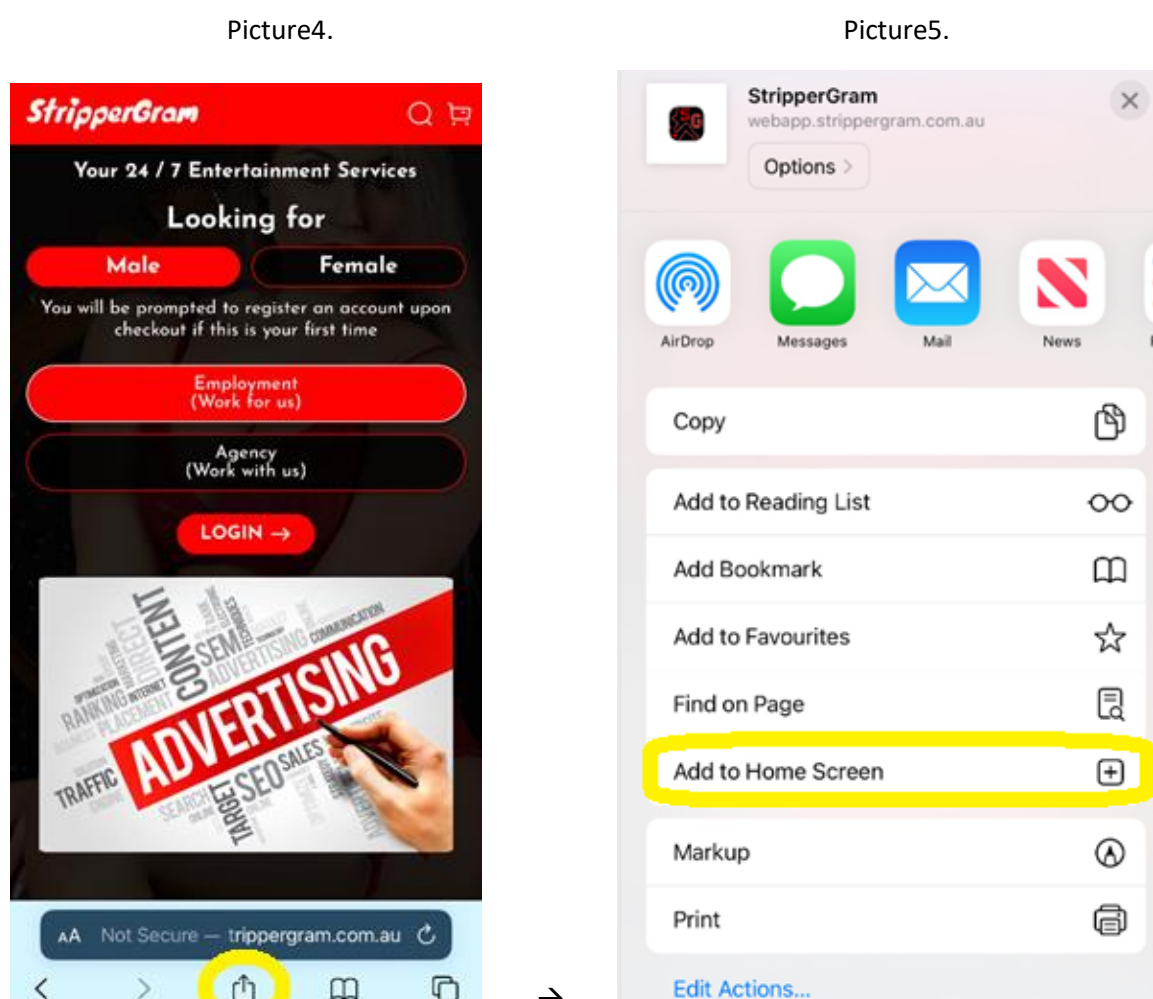 Picture4.
Picture5.
StripperGram
Your 24 / 7 Entertainment Services
Looking for
Male
Female
You will be prompted to register an account upon
checkout if this is your first time
Employment
(Work for us)
Agency
(Work with us)
LOGIN →
CONTENT
DIRECT
MARKETING
SEM
TECHNIQUES
COMMUNICATION
ADVERTISING
OPTIMIZATION
INTERNET
RANKING
PLACEMENT
ADVERTISING
TRAFFIC
SEARCH
TARGET
SEO
SALES
AA Not Secure — trippergram.com.au
→
StripperGram
webapp.strippergram.com.au
Options >
AirDrop
Messages
Mail
News
Copy
Add to Reading List
Add Bookmark
Add to Favourites
Find on Page
Add to Home Screen
Markup
Print
Edit Actions...